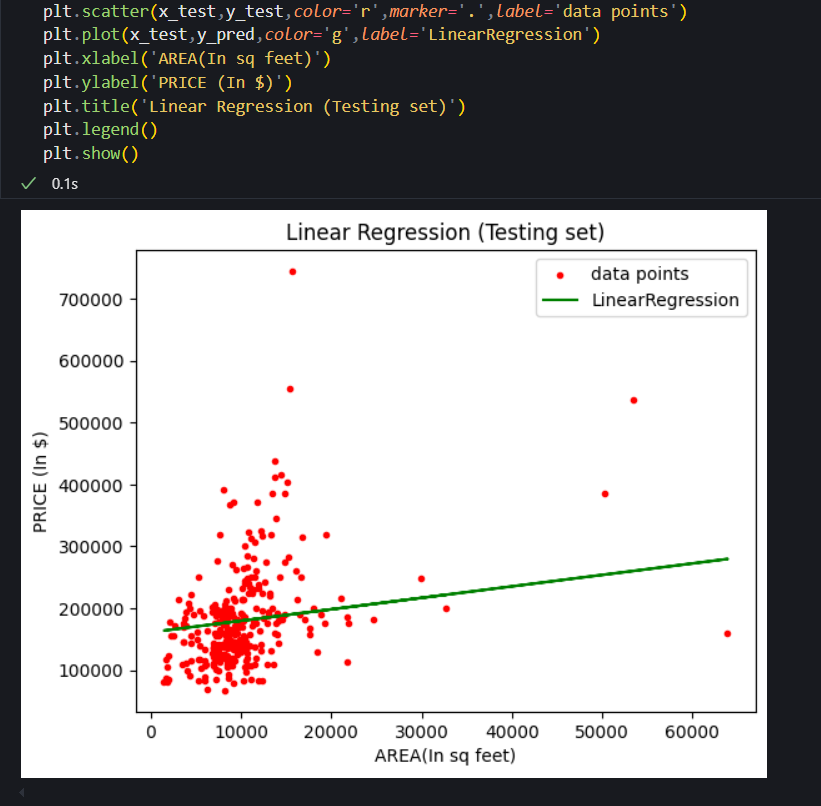 plt.scatter(x_test,y_test,color='r',marker='.',label='data points')
plt.plot(x_test,y_pred,color='g',label='LinearRegression')
plt.xlabel('AREA(In sq feet)')
plt.ylabel('PRICE (In $)')
plt.title('Linear Regression (Testing set)')
plt.legend()
plt.show()
0.1s
Linear Regression (Testing set)
data points
LinearRegression
700000
600000
500000
400000
300000
200000
100000
PRICE (In $)
0 10000 20000 30000 40000 50000 60000
AREA(In sq feet)